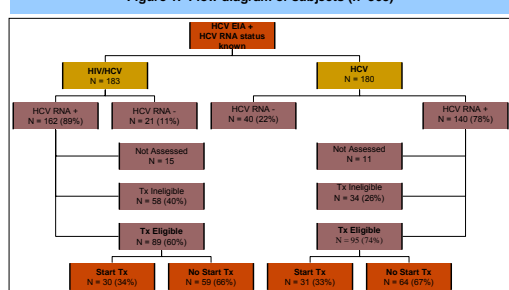 HCV EIA +
HCV RNA status
known
HIV/HCV
N = 183
HCV
N = 180
HCV RNA +
N = 162 (89%)
HCV RNA -
N = 21 (11%)
HCV RNA -
N = 40 (22%)
HCV RNA +
N = 140 (78%)
Not Assessed
N = 15
Not Assessed
N = 11
Tx Ineligible
N = 58 (40%)
Tx Ineligible
N = 34 (26%)
Tx Eligible
N = 89 (60%)
Tx Eligible
N = 95 (74%)
Start Tx
N = 30 (34%)
No Start Tx
N = 59 (66%)
Start Tx
N = 31 (33%)
No Start Tx
N = 64 (67%)